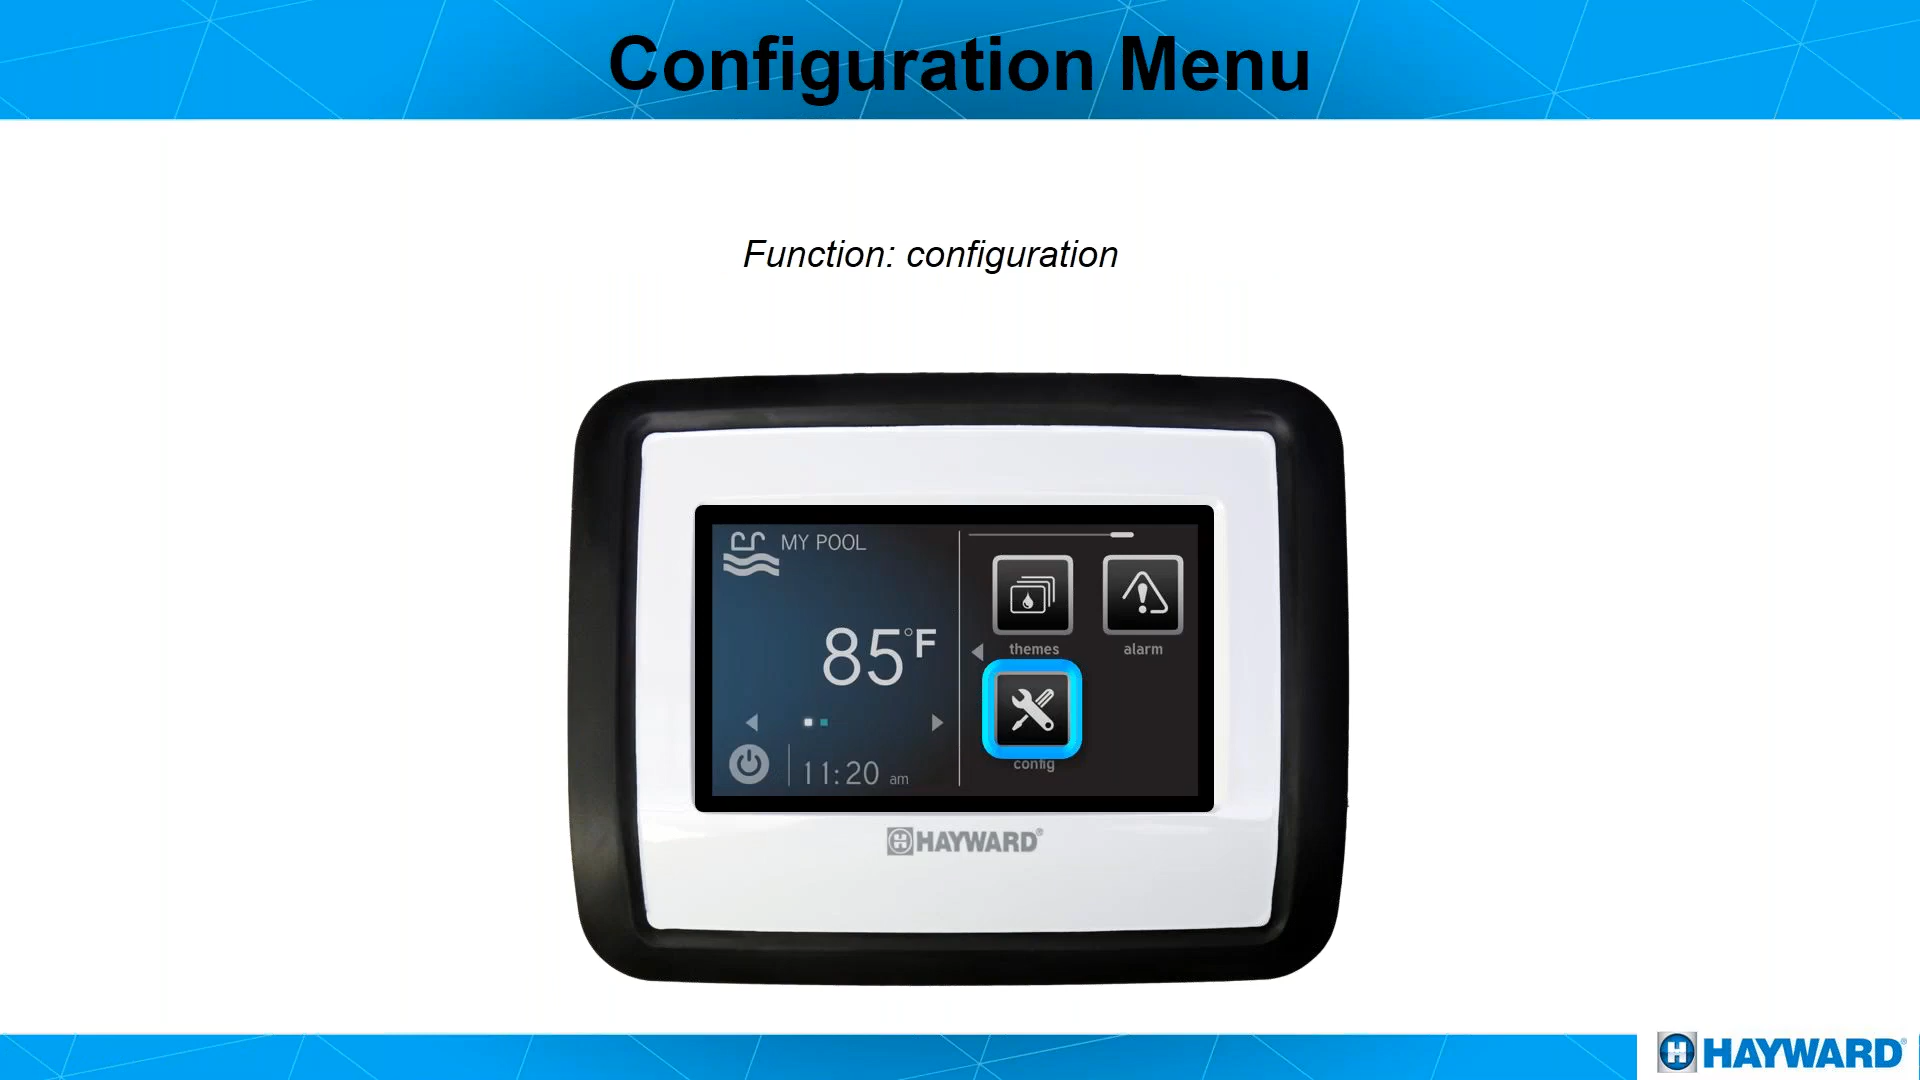 Configuration Menu
Function: configuration
MY POOL
85°F
11:20 am
themes
alarm
config
HAYWARD®
HAYWARD®